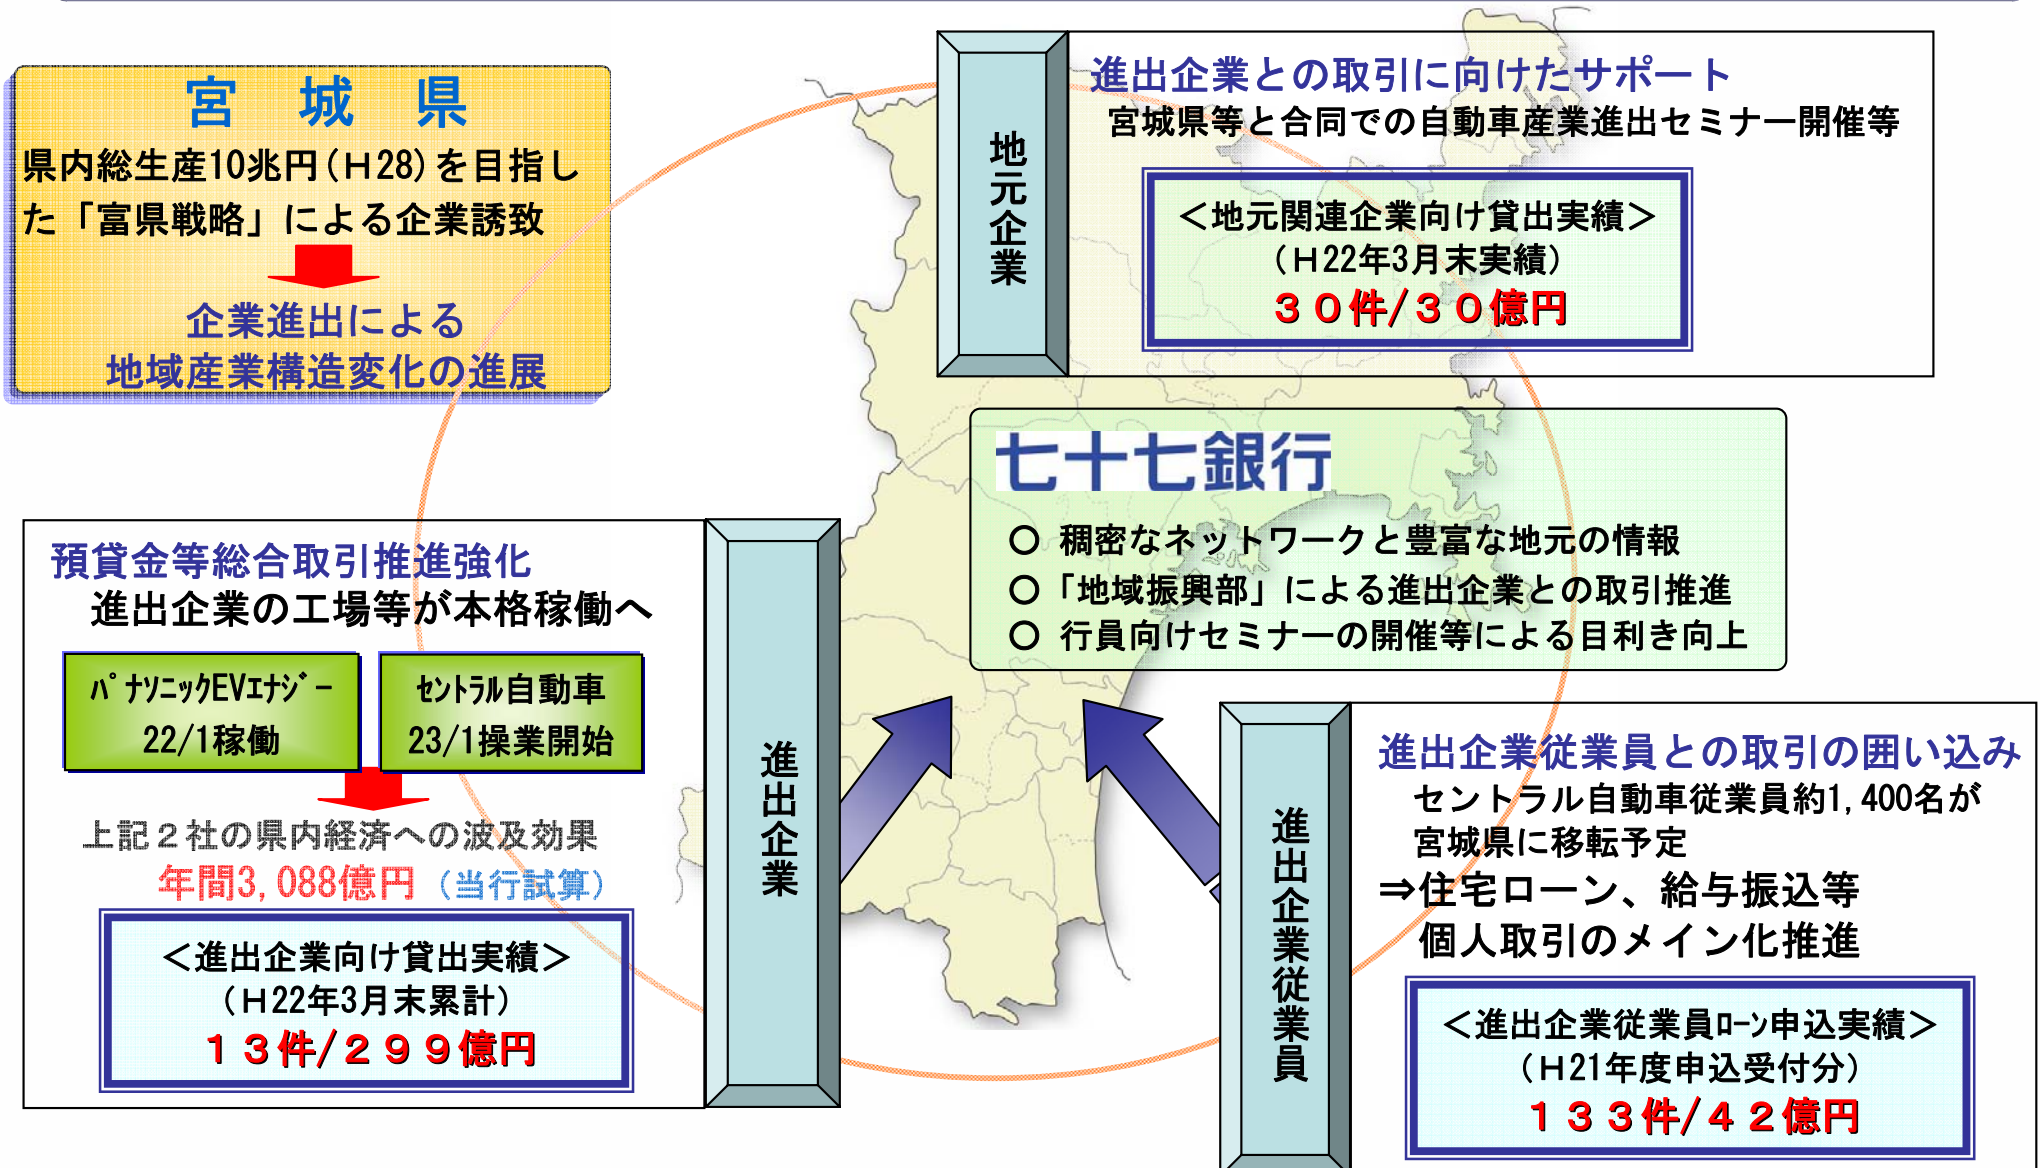 宮　城　県
県内総生産10兆円(Ｈ28)を目指し
た「富県戦略」による企業誘致
企業進出による
地域産業構造変化の進展
地元企業
進出企業との取引に向けたサポート
宮城県等と合同での自動車産業進出セミナー開催等
＜地元関連企業向け貸出実績＞
(Ｈ22年3月末実績)
３０件/３０億円
七十七銀行
○ 稠密なネットワークと豊富な地元の情報
○「地域振興部」による進出企業との取引推進
○ 行員向けセミナーの開催等による目利き向上
預貸金等総合取引推進強化
進出企業の工場等が本格稼働へ
ﾊﾟﾅｿﾆｯｸEVｴﾅｼﾞｰ
22/1稼働
ｾﾝﾄﾗﾙ自動車
23/1操業開始
上記２社の県内経済への波及効果
年間3,088億円（当行試算）
＜進出企業向け貸出実績＞
(Ｈ22年3月末累計)
１３件/２９９億円
進出企業
進出企業従業員
進出企業従業員との取引の囲い込み
セントラル自動車従業員約1,400名が
宮城県に移転予定
⇒住宅ローン、給与振込等
個人取引のメイン化推進
＜進出企業従業員ﾛｰﾝ申込実績＞
(Ｈ21年度申込受付分)
１３３件/４２億円